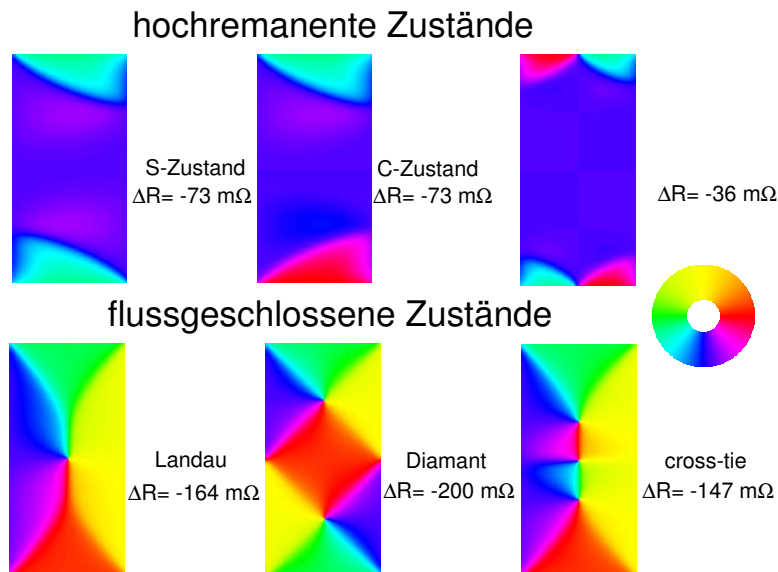 hochremanente Zustände
S-Zustand
ΔR= -73 mΩ
C-Zustand
ΔR= -73 mΩ
ΔR= -36 mΩ
flussgeschlossene Zustände
Landau
ΔR= -164 mΩ
Diamant
ΔR= -200 mΩ
cross-tie
ΔR= -147 mΩ